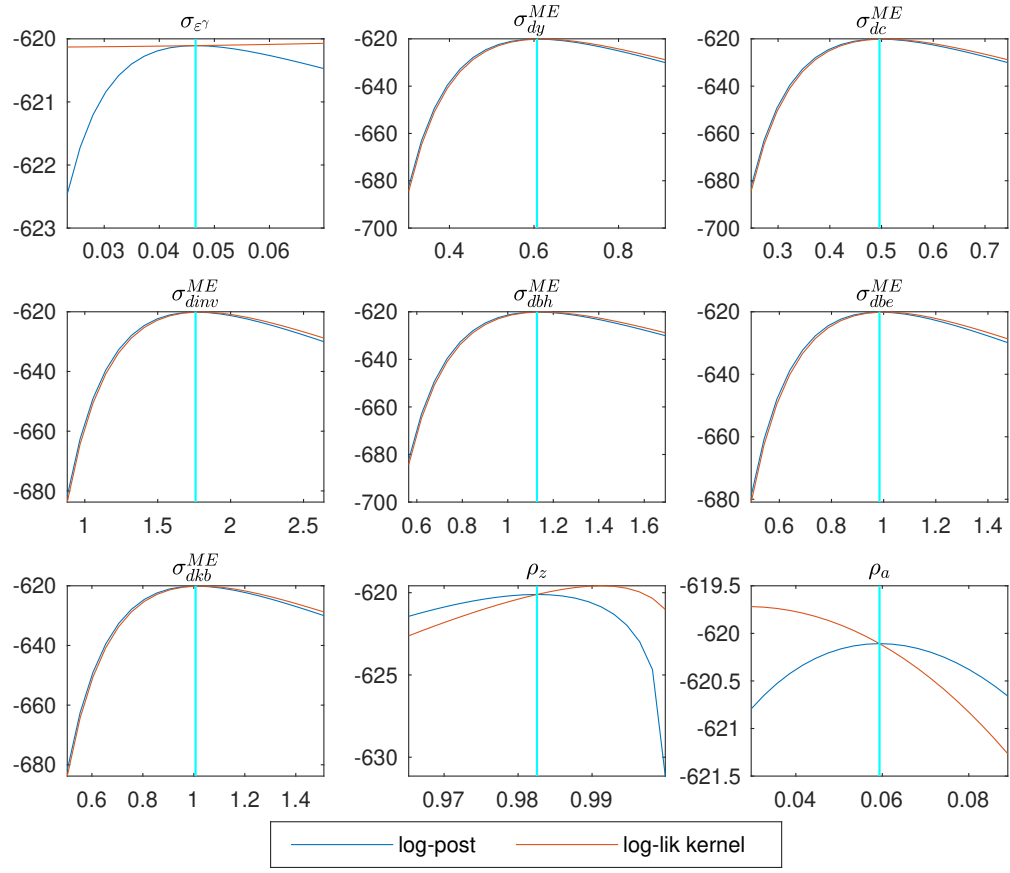 σ_{ε^γ} σ_{dy}^{ME} σ_{dc}^{ME}
-620 -621 -622 -623
0.03 0.04 0.05 0.06
-620 -640 -660 -680 -700
0.4 0.6 0.8
-620 -640 -660 -680 -700
0.3 0.4 0.5 0.6 0.7
σ_{dinv}^{ME} σ_{dbh}^{ME} σ_{dbe}^{ME}
-620 -640 -660 -680
1 1.5 2 2.5
-620 -640 -660 -680 -700
0.6 0.8 1 1.2 1.4 1.6
-620 -640 -660 -680
0.6 0.8 1 1.2 1.4
σ_{dkb}^{ME} ρ_z ρ_a
-620 -640 -660 -680
0.6 0.8 1 1.2 1.4
-620 -625 -630
0.97 0.98 0.99
-619.5 -620 -620.5 -621 -621.5
0.04 0.06 0.08
log-post log-lik kernel